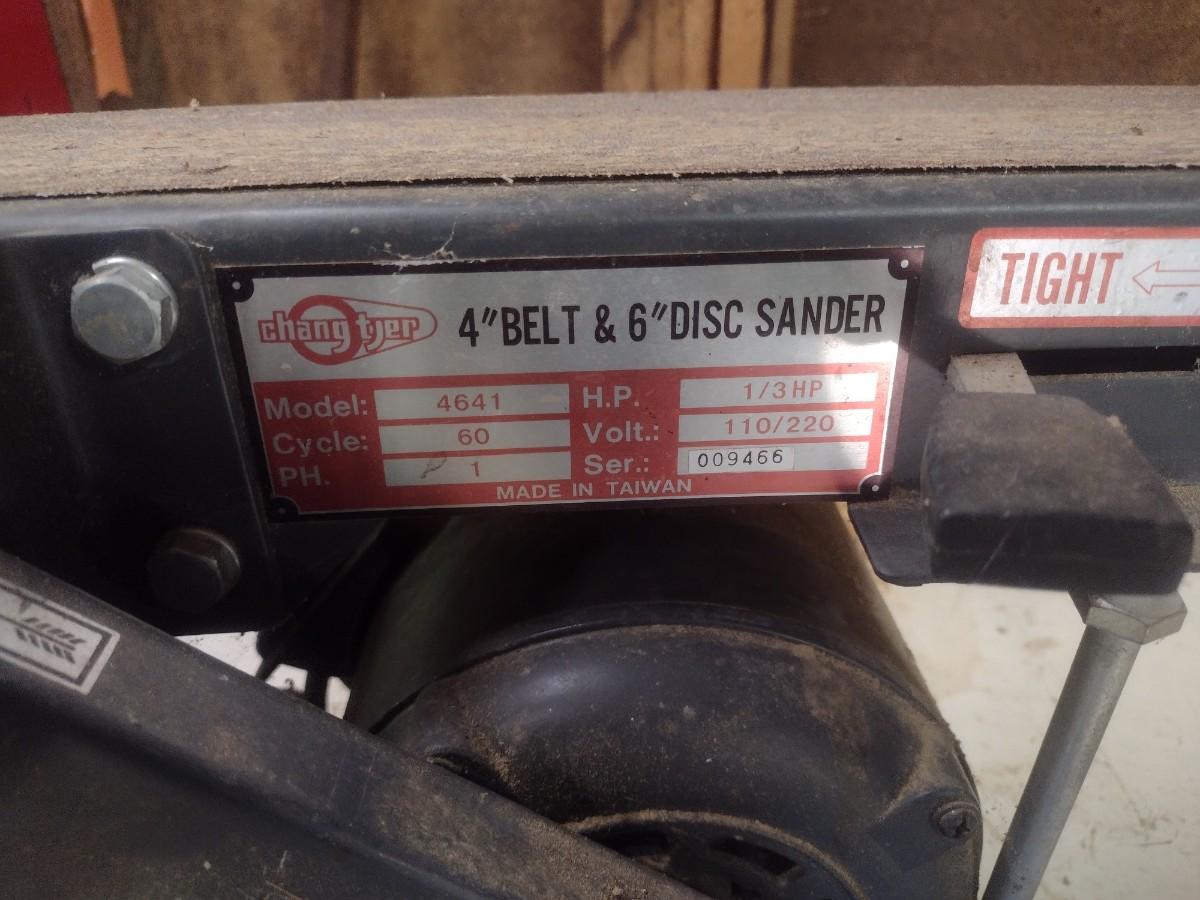 chang tjer
4"BELT & 6"DISC SANDER
TIGHT
Model: 4641 H.P. 1/3HP
Cycle: 60 Volt.: 110/220
PH. 1 Ser.: 009466
MADE IN TAIWAN